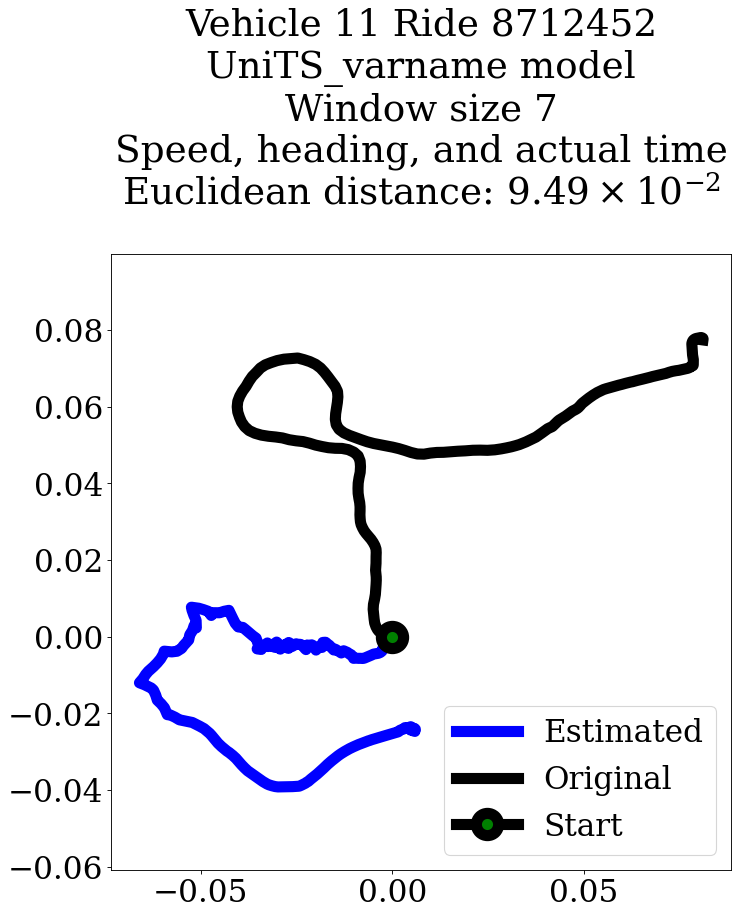 Vehicle 11 Ride 8712452
UniTS_varname model
Window size 7
Speed, heading, and actual time
Euclidean distance: 9.49 × 10⁻²
0.08
0.06
0.04
0.02
0.00
−0.02
−0.04
−0.06
−0.05
0.00
0.05
Estimated
Original
Start